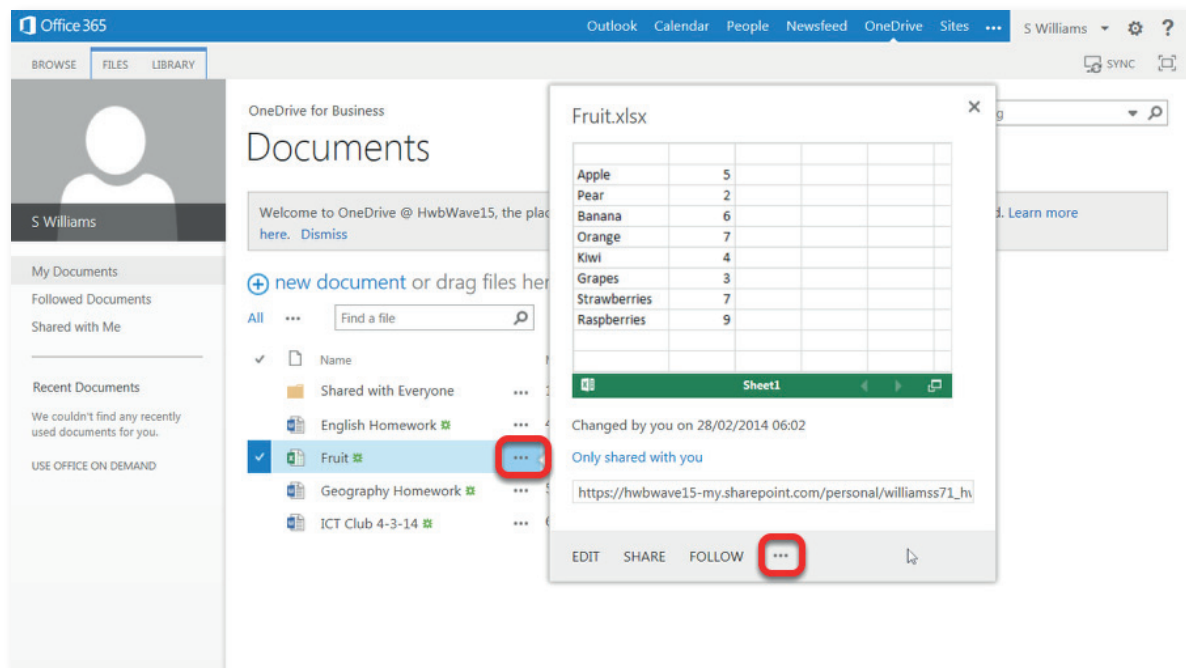 Office 365
Outlook Calendar People Newsfeed OneDrive Sites ••• S Williams ?
BROWSE FILES LIBRARY SYNC
S Williams
My Documents
Followed Documents
Shared with Me
Recent Documents
We couldn't find any recently
used documents for you.
USE OFFICE ON DEMAND
OneDrive for Business
Documents
Welcome to OneDrive @ HwbWave15, the
here. Dismiss
Learn more
new document or drag files
All ••• Find a file
Name
Shared with Everyone •••
English Homework •••
Fruit •••
Geography Homework •••
ICT Club 4-3-14 •••
Fruit.xlsx
Apple 5
Pear 2
Banana 6
Orange 7
Kiwi 4
Grapes 3
Strawberries 7
Raspberries 9
Sheet1
Changed by you on 28/02/2014 06:02
Only shared with you
https://hwbwave15-my.sharepoint.com/personal/williamss71_
EDIT SHARE FOLLOW •••